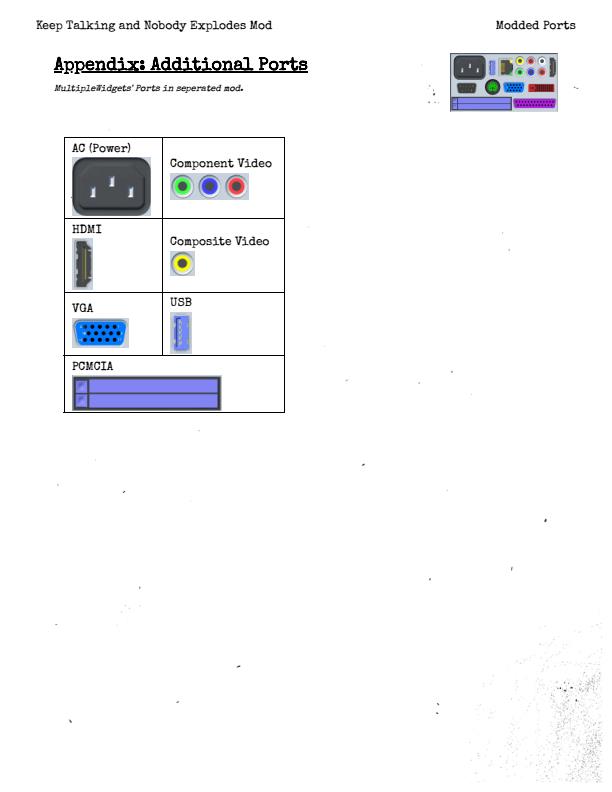 Keep Talking and Nobody Explodes Mod
Modded Ports
Appendix: Additional Ports
MultipleWidgets' Ports in seperated mod.
AC (Power)
Component Video
HDMI
Composite Video
VGA
USB
PCMCIA